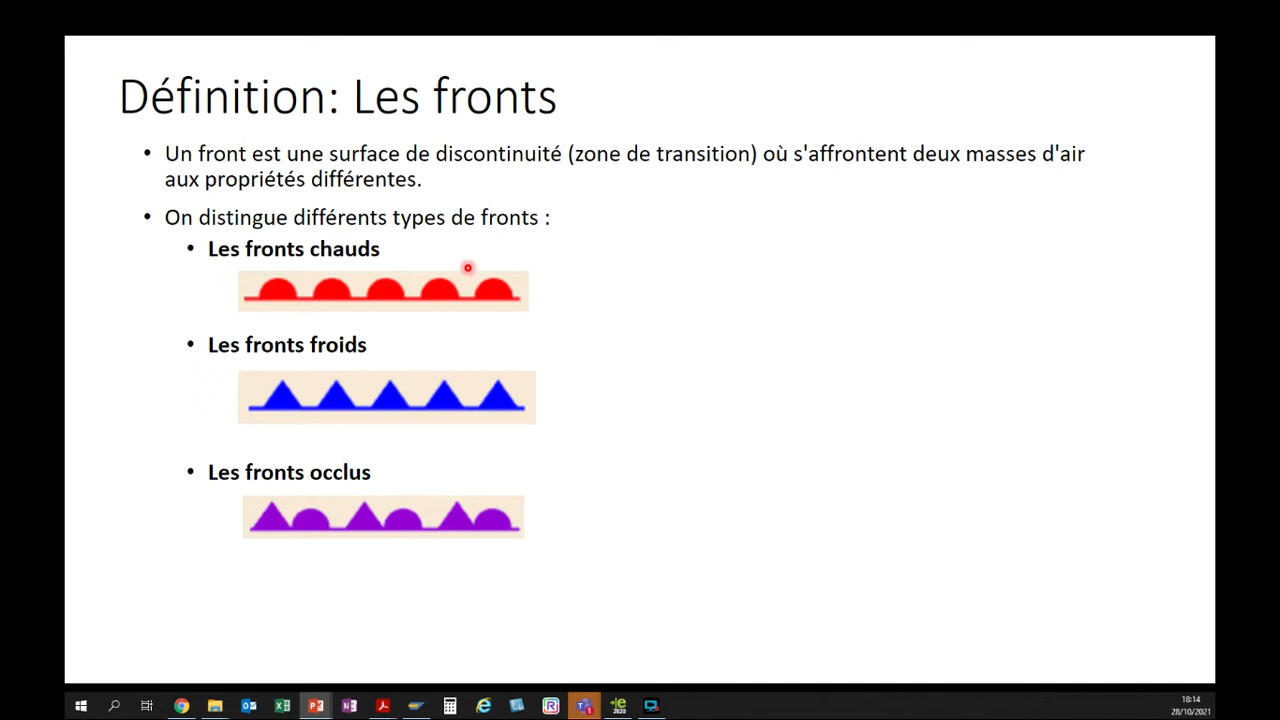 Définition: Les fronts
• Un front est une surface de discontinuité (zone de transition) où s'affrontent deux masses d'air
aux propriétés différentes.
• On distingue différents types de fronts :
• Les fronts chauds
• Les fronts froids
• Les fronts occlus
18:14
28/10/2021